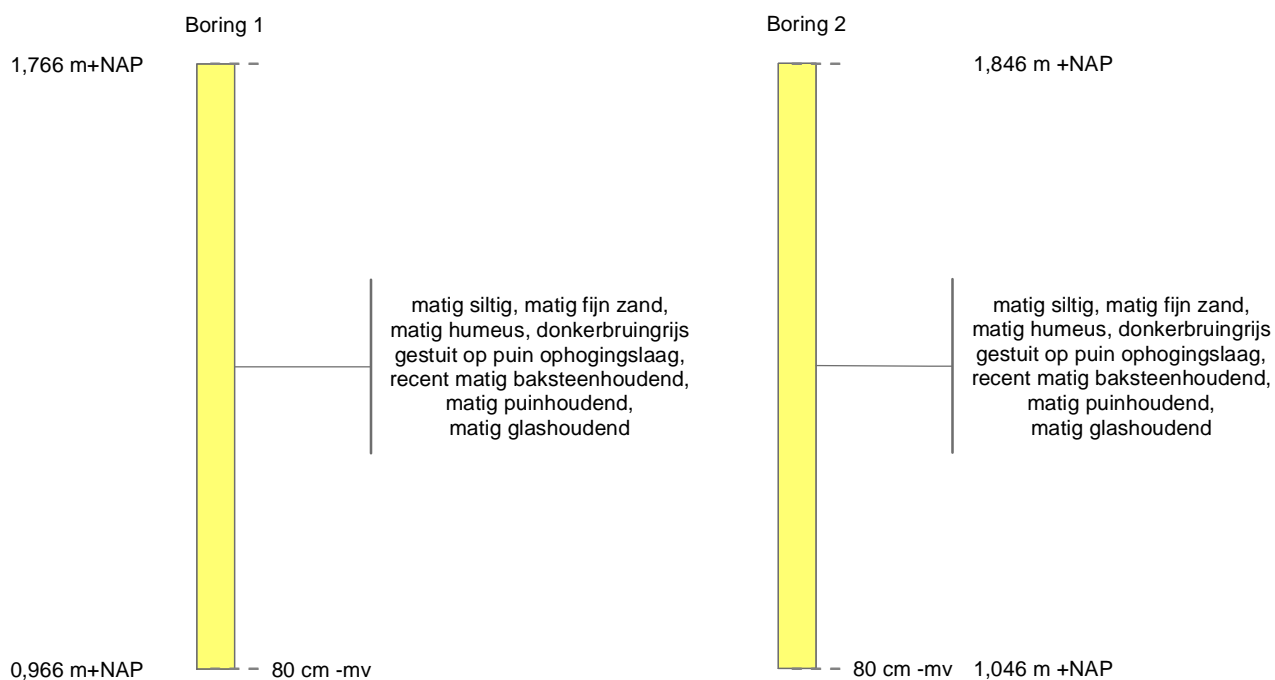 Boring 1
1,766 m+NAP
matig siltig, matig fijn zand,
matig humeus, donkerbruingrijs
gestuit op puin ophogingslaag,
recent matig baksteenhoudend,
matig puinhoudend,
matig glashoudend
0,966 m+NAP
80 cm -mv
Boring 2
1,846 m +NAP
matig siltig, matig fijn zand,
matig humeus, donkerbruingrijs
gestuit op puin ophogingslaag,
recent matig baksteenhoudend,
matig puinhoudend,
matig glashoudend
80 cm -mv
1,046 m +NAP